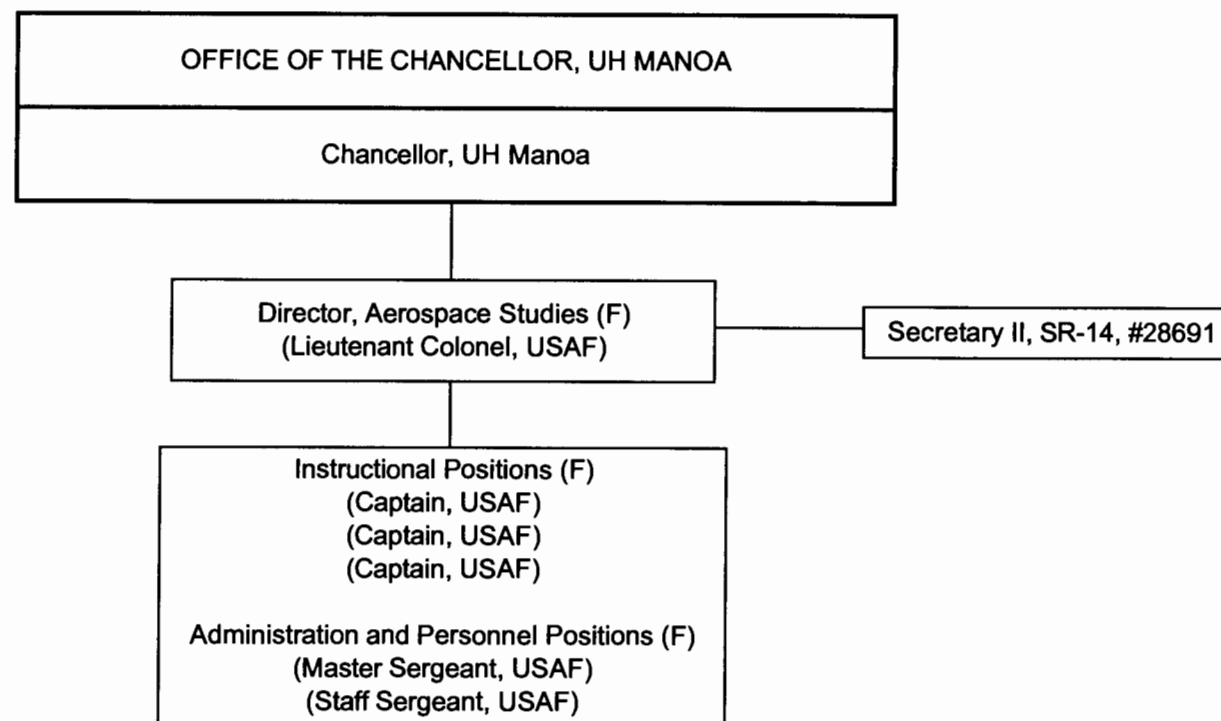 OFFICE OF THE CHANCELLOR, UH MANOA
Chancellor, UH Manoa
Director, Aerospace Studies (F)
(Lieutenant Colonel, USAF)
Secretary II, SR-14, #28691
Instructional Positions (F)
(Captain, USAF)
(Captain, USAF)
(Captain, USAF)
Administration and Personnel Positions (F)
(Master Sergeant, USAF)
(Staff Sergeant, USAF)